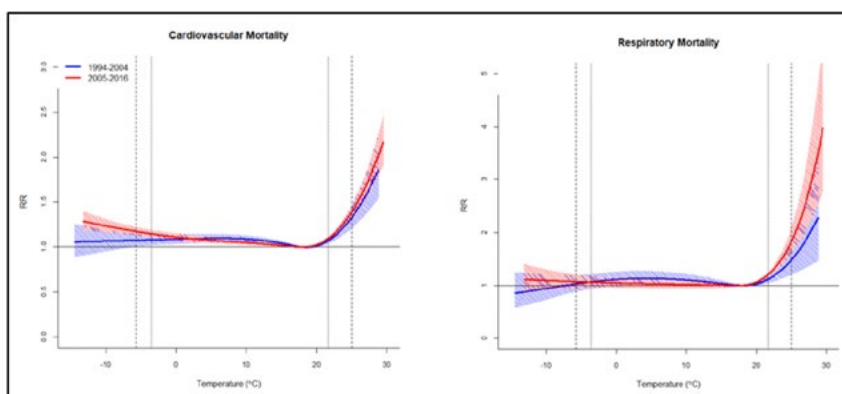 Cardiovascular Mortality
1994-2004
2005-2016
RR
3.0
2.5
2.0
1.5
1.0
0.5
0.0
-10 0 10 20 30
Temperature (°C)
Respiratory Mortality
RR
5
4
3
2
1
0
-10 0 10 20 30
Temperature (°C)